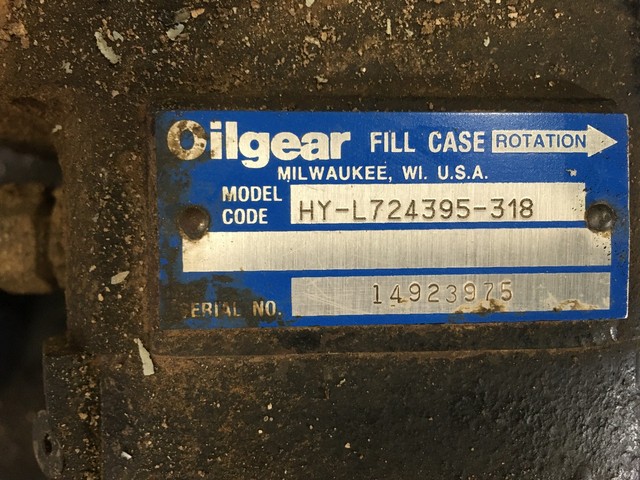 Oilgear FILL CASE ROTATION
MILWAUKEE, WI. U.S.A.
MODEL CODE HY-L724395-318
SERIAL NO. 14923975